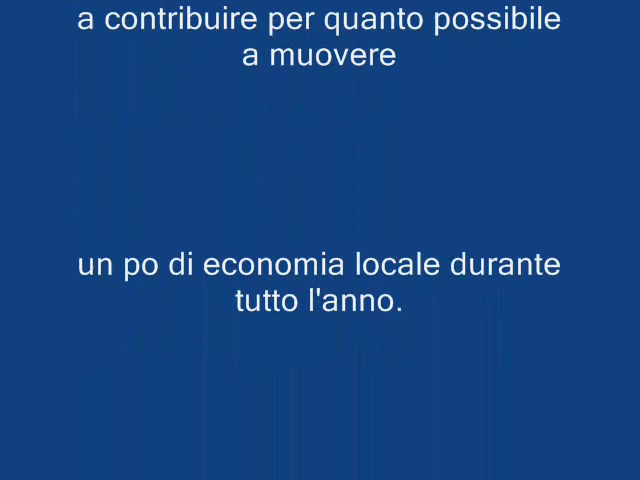 a contribuire per quanto possibile
a muovere
un po di economia locale durante
tutto l'anno.